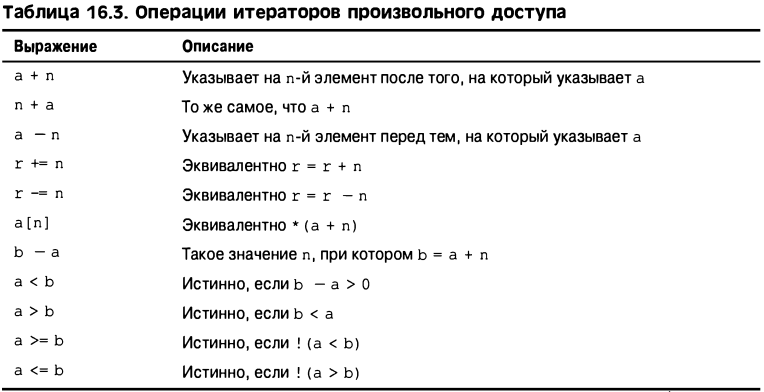 Таблица 16.3. Операции итераторов произвольного доступа
Выражение Описание
a + n Указывает на n-й элемент после того, на который указывает a
n + a То же самое, что a + n
a − n Указывает на n-й элемент перед тем, на который указывает a
r += n Эквивалентно r = r + n
r −= n Эквивалентно r = r − n
a[n] Эквивалентно *(a + n)
b − a Такое значение n, при котором b = a + n
a < b Истинно, если b − a > 0
a > b Истинно, если b < a
a >= b Истинно, если !(a < b)
a <= b Истинно, если !(a > b)